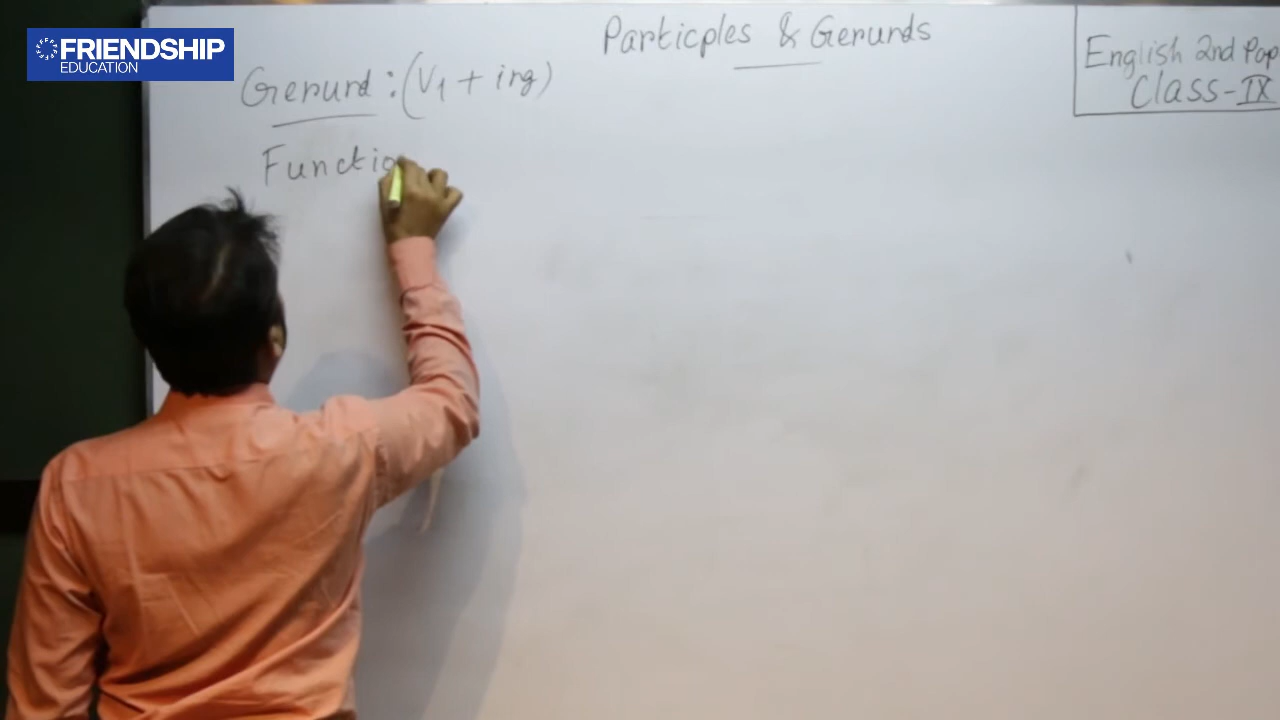 FRIENDSHIP
EDUCATION
Particples & Gerunds
English 2nd Pap
Class-IX
Gerund : (V1 + ing)
Functio